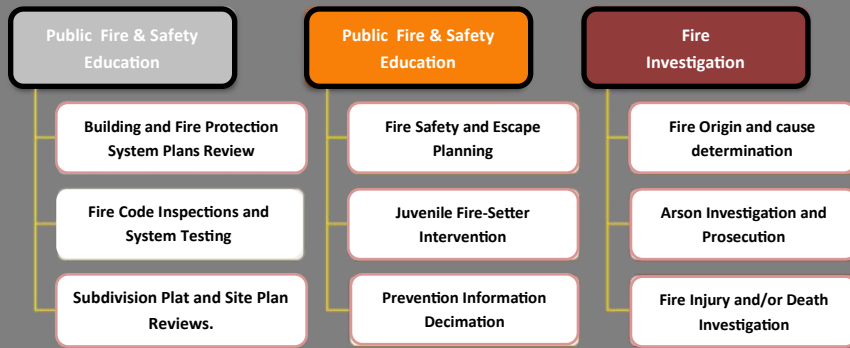 Public Fire & Safety
Education
Building and Fire Protection
System Plans Review
Fire Code Inspections and
System Testing
Subdivision Plat and Site Plan
Reviews.
Public Fire & Safety
Education
Fire Safety and Escape
Planning
Juvenile Fire-Setter
Intervention
Prevention Information
Decimation
Fire
Investigation
Fire Origin and cause
determination
Arson Investigation and
Prosecution
Fire Injury and/or Death
Investigation